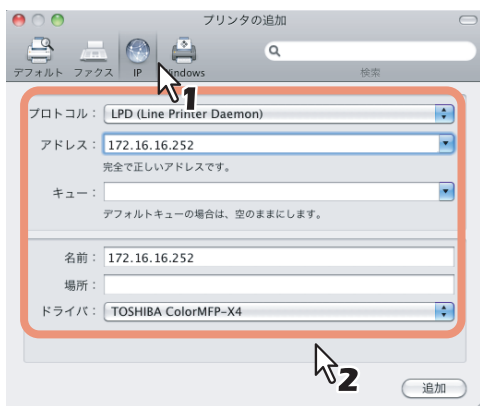 プリンタの追加
デフォルト ファクス IP Windows 検索
1
プロトコル： LPD (Line Printer Daemon)
アドレス： 172.16.16.252
完全で正しいアドレスです。
キュー：
デフォルトキューの場合は、空のままにします。
名前： 172.16.16.252
場所：
ドライバ： TOSHIBA ColorMFP-X4
2
追加